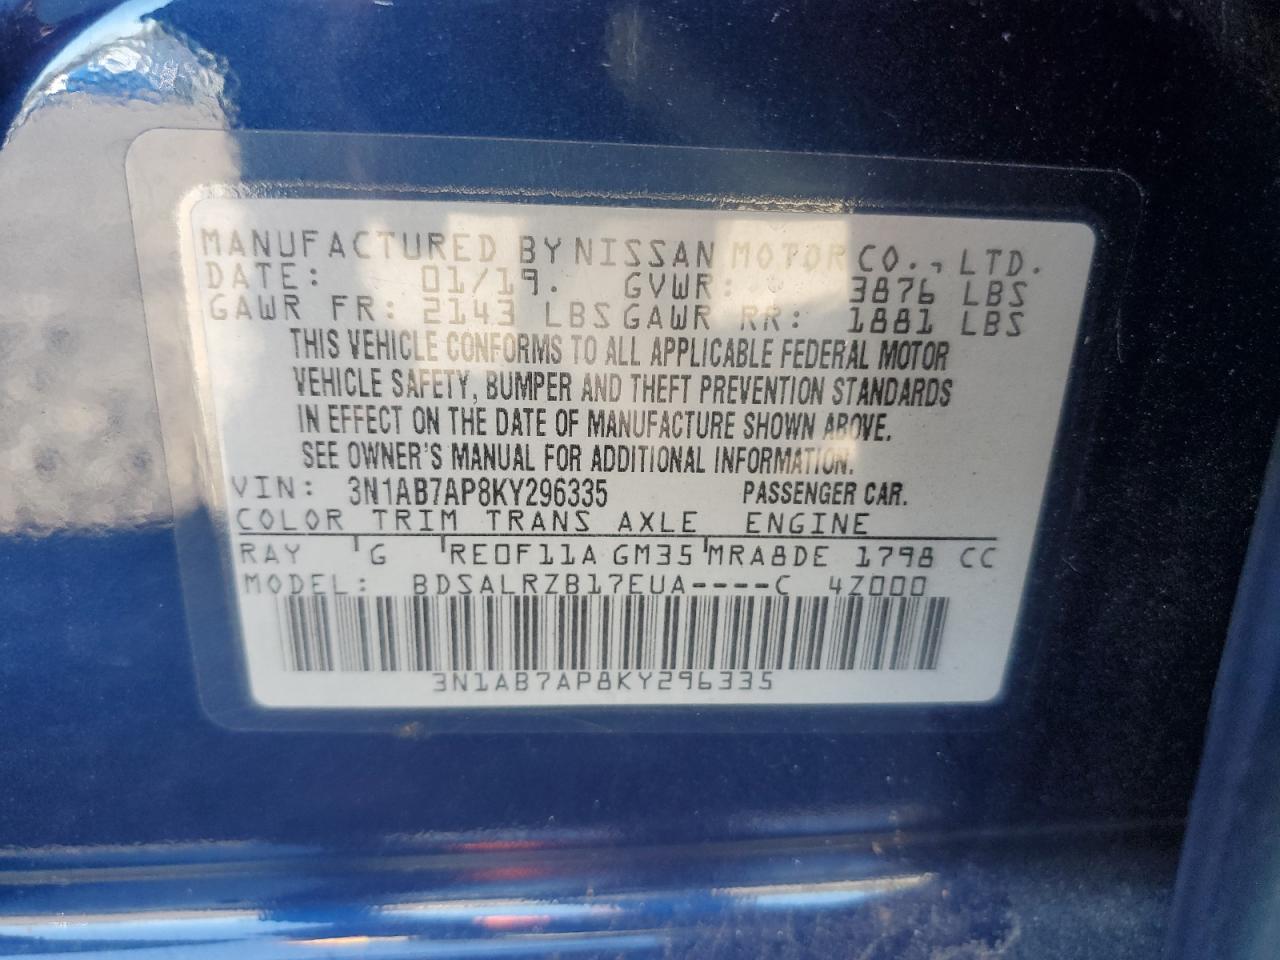 MANUFACTURED BY NISSAN MOTOR CO., LTD.
DATE: 01/19. GVWR: 3876 LBS
GAWR FR: 2143 LBS GAWR RR: 1881 LBS
THIS VEHICLE CONFORMS TO ALL APPLICABLE FEDERAL MOTOR
VEHICLE SAFETY, BUMPER AND THEFT PREVENTION STANDARDS
IN EFFECT ON THE DATE OF MANUFACTURE SHOWN ABOVE.
SEE OWNER'S MANUAL FOR ADDITIONAL INFORMATION.
VIN: 3N1AB7AP8KY296335 PASSENGER CAR.
COLOR TRIM TRANS AXLE ENGINE
RAY G RE0F11A GM35 MRA8DE 1798 CC
MODEL: BDSALRZB17EUA----C 4Z000
3N1AB7AP8KY296335